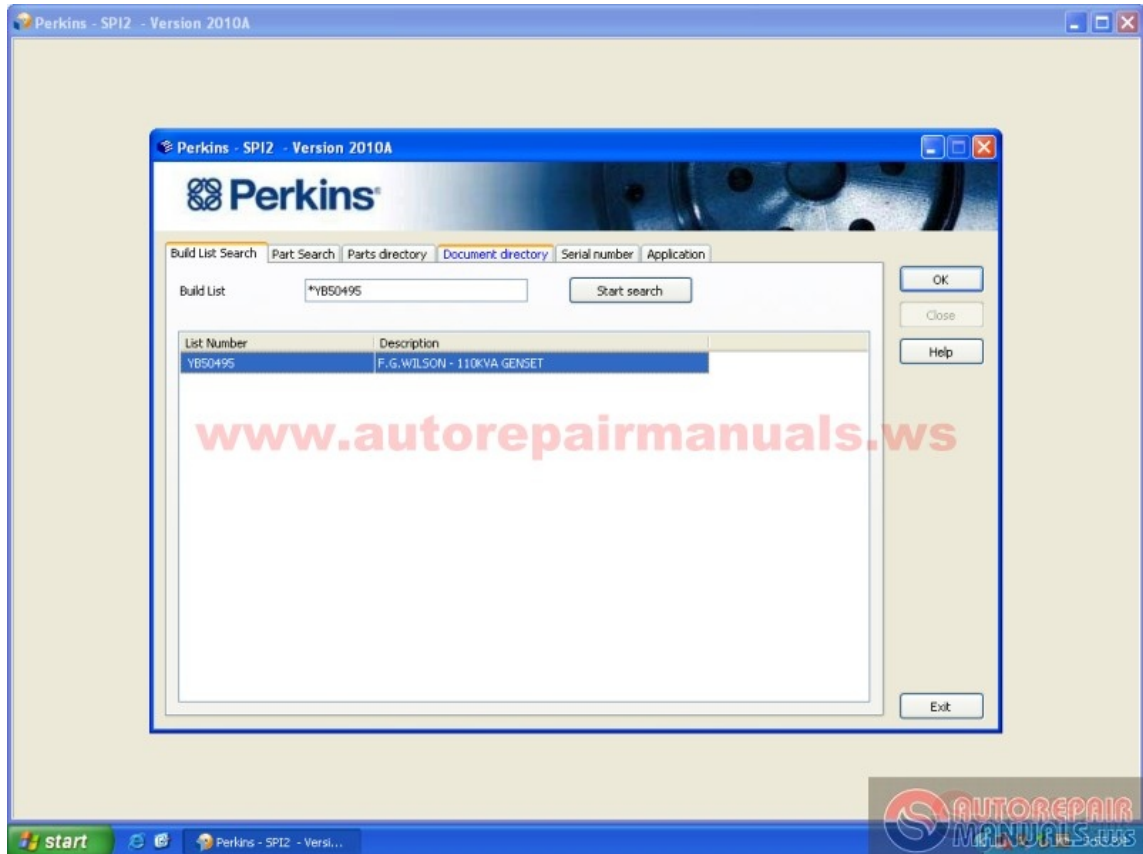 Perkins - SPI2 - Version 2010A
Perkins - SPI2 - Version 2010A
Perkins
Build List Search Part Search Parts directory Document directory Serial number Application
Build List *YB50495 Start search
OK
Close
Help
List Number Description
YB50495 F.G.WILSON - 110KVA GENSET
www.autorepairmanuals.ws
Exit
AUTOREPAIR
MANUALS.WS
start Perkins - SPI2 - Versi...